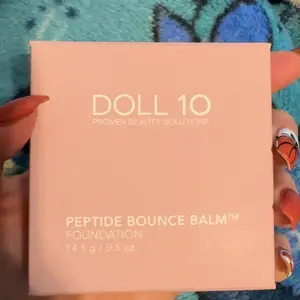 DOLL 10
PROVEN BEAUTY SOLUTIONS
PEPTIDE BOUNCE BALM™
FOUNDATION
14.5 g / 0.5 oz